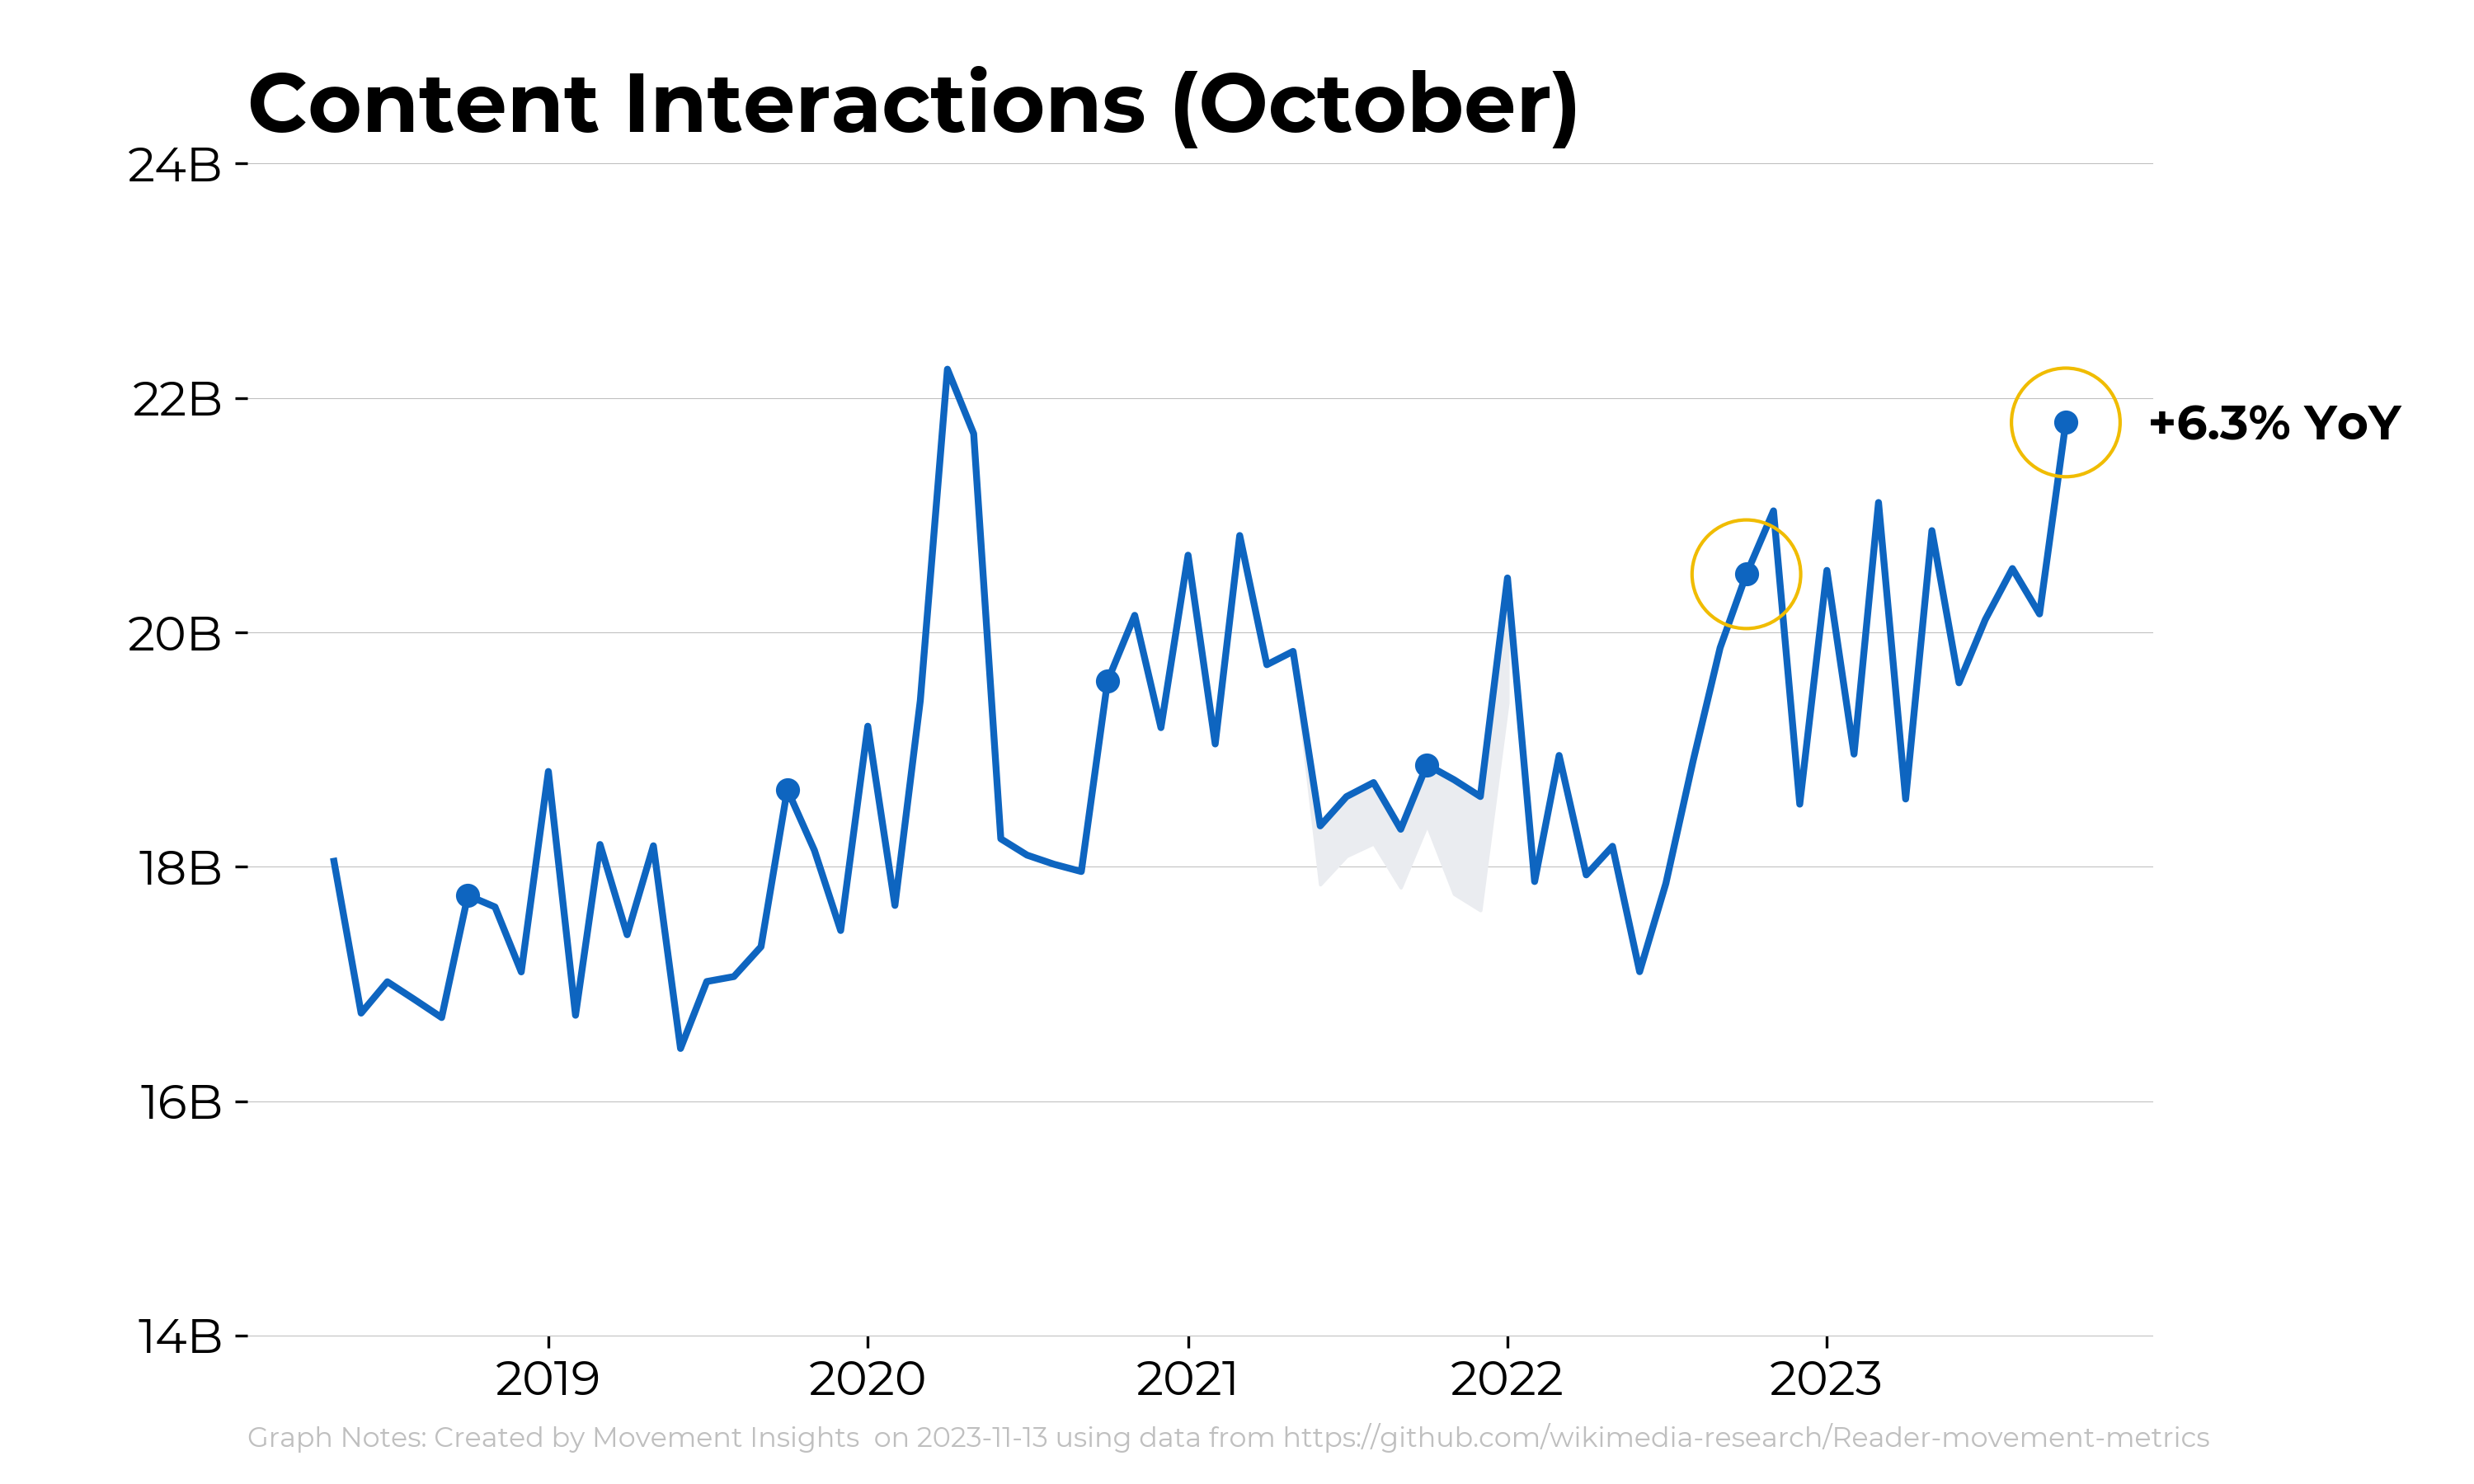 Content Interactions (October)
24B
22B
+6.3% YoY
20B
18B
16B
14B
2019 2020 2021 2022 2023
Graph Notes: Created by Movement Insights  on 2023-11-13 using data from https://github.com/wikimedia-research/Reader-movement-metrics